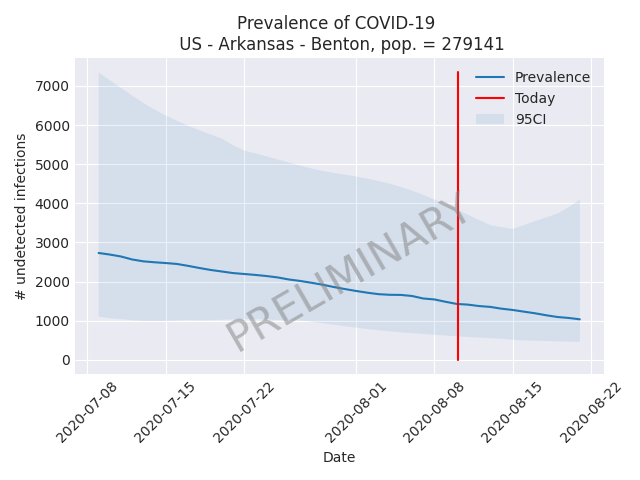 Prevalence of COVID-19
US - Arkansas - Benton, pop. = 279141
# undetected infections
7000
6000
5000
4000
3000
2000
1000
0
Prevalence
Today
95CI
PRELIMINARY
2020-07-08
2020-07-15
2020-07-22
2020-08-01
2020-08-08
2020-08-15
2020-08-22
Date